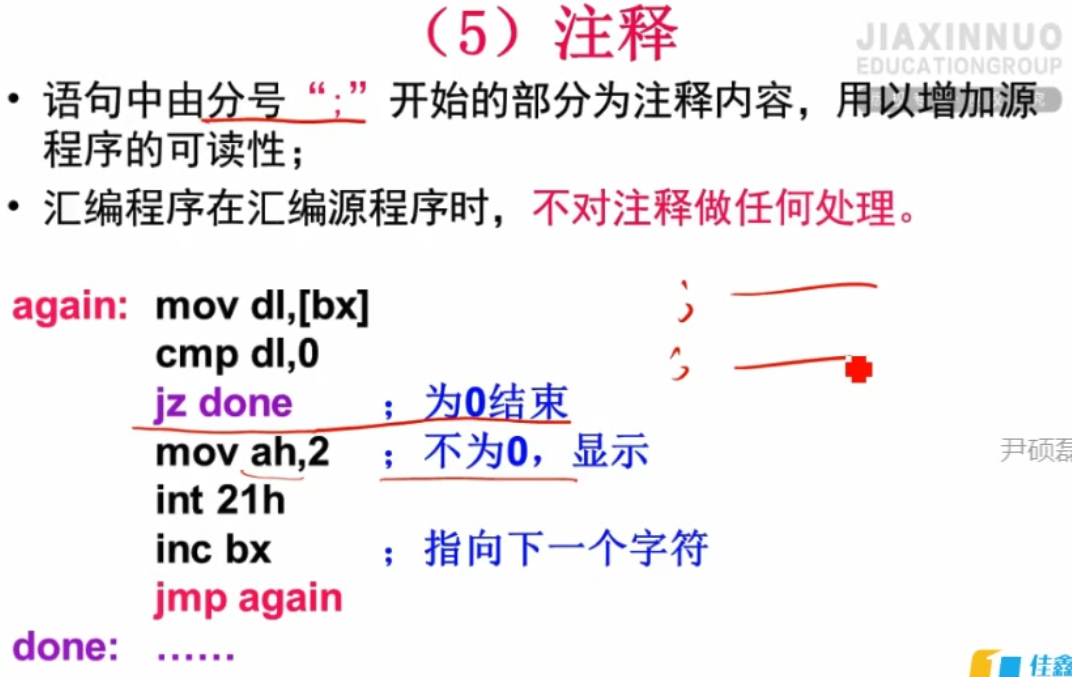 （5）注释
JIAXINNUO
EDUCATIONGROUP
• 语句中由分号“;”开始的部分为注释内容，用以增加源
程序的可读性；
• 汇编程序在汇编源程序时，不对注释做任何处理。
again: mov dl,[bx]
cmp dl,0
jz done ； 为0结束
mov ah,2 ； 不为0，显示
int 21h
inc bx ； 指向下一个字符
jmp again
done: ……
；
；
尹硕磊
佳鑫